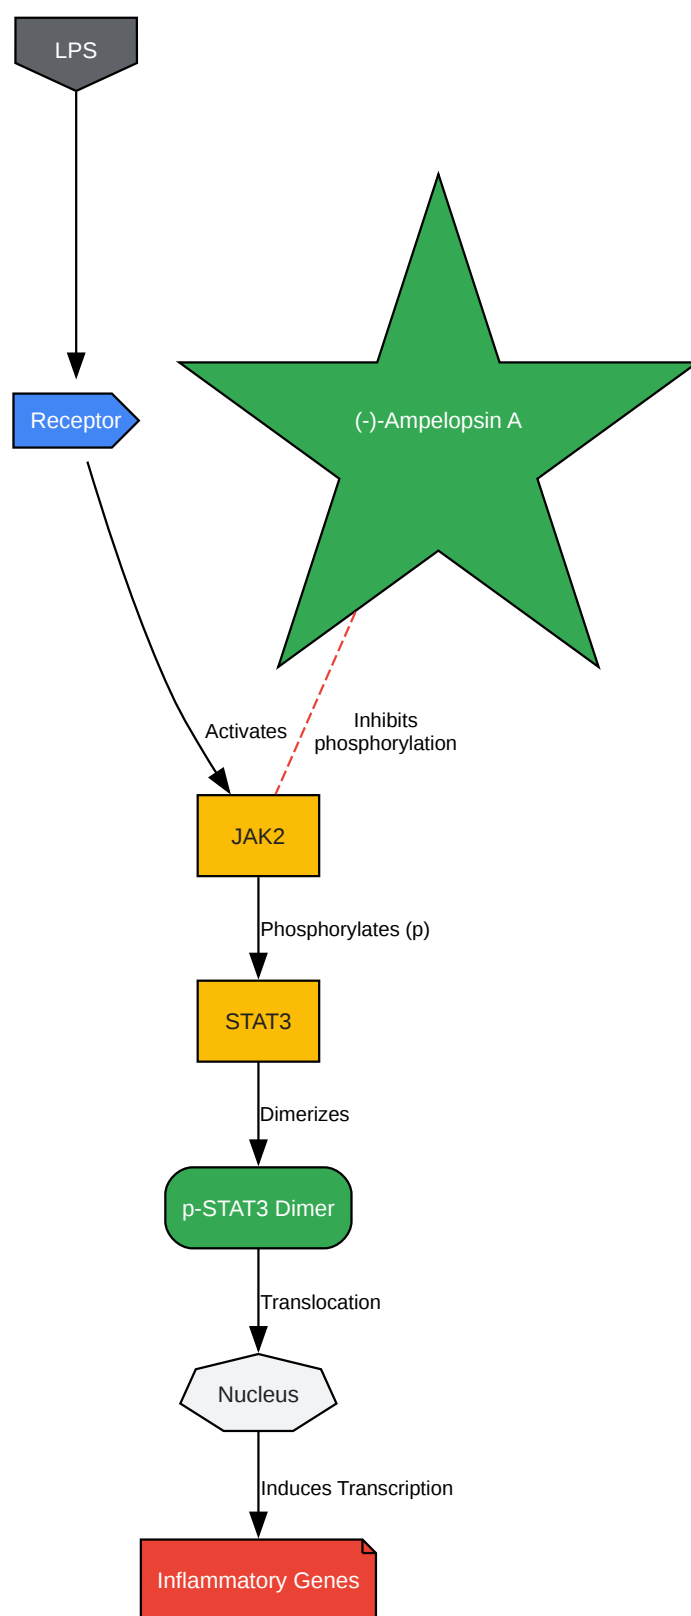 LPS
Receptor
(-)-Ampelopsin A
Activates
Inhibits
phosphorylation
JAK2
Phosphorylates (p)
STAT3
Dimerizes
p-STAT3 Dimer
Translocation
Nucleus
Induces Transcription
Inflammatory Genes